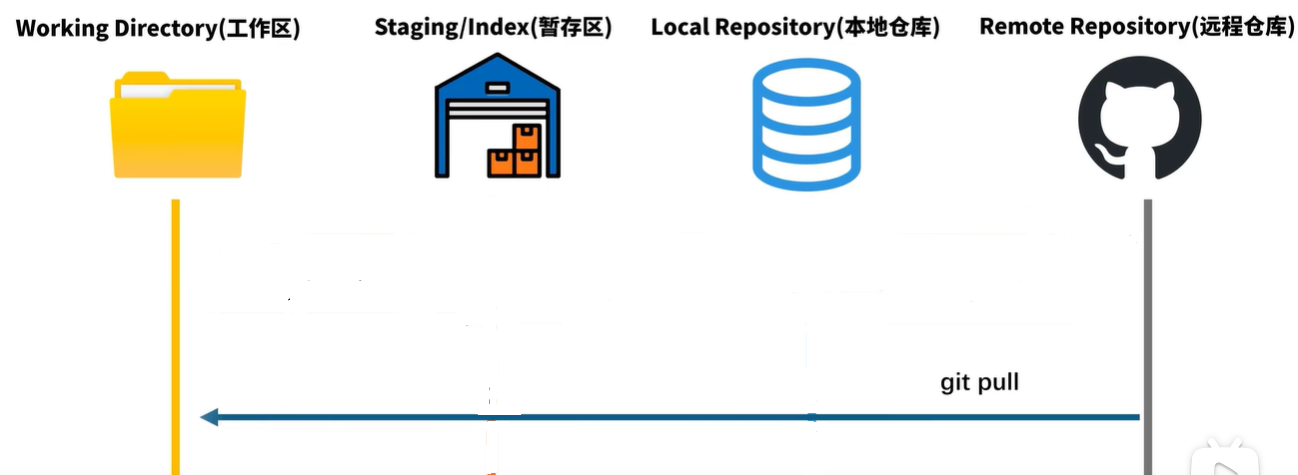 Working Directory(工作区)
Staging/Index(暂存区)
Local Repository(本地仓库)
Remote Repository(远程仓库)
git pull